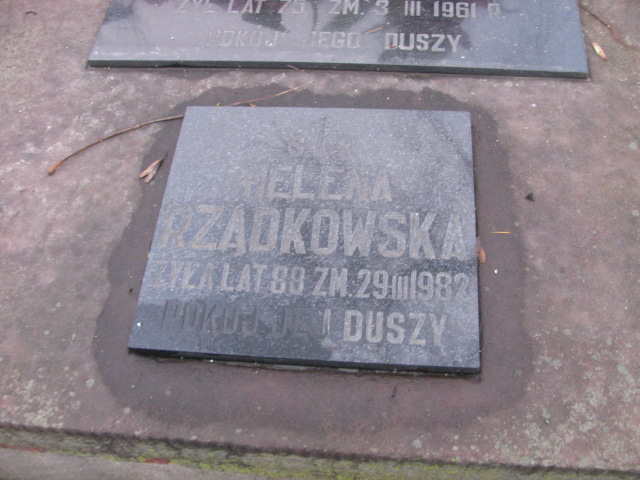 ŻYŁ LAT 75 ZM. 3 III 1961 R.
POKÓJ JEGO DUSZY
Ś P
HELENA
RZĄDKOWSKA
ŻYŁA LAT 89 ZM. 29.III 1982
POKÓJ JEJ DUSZY